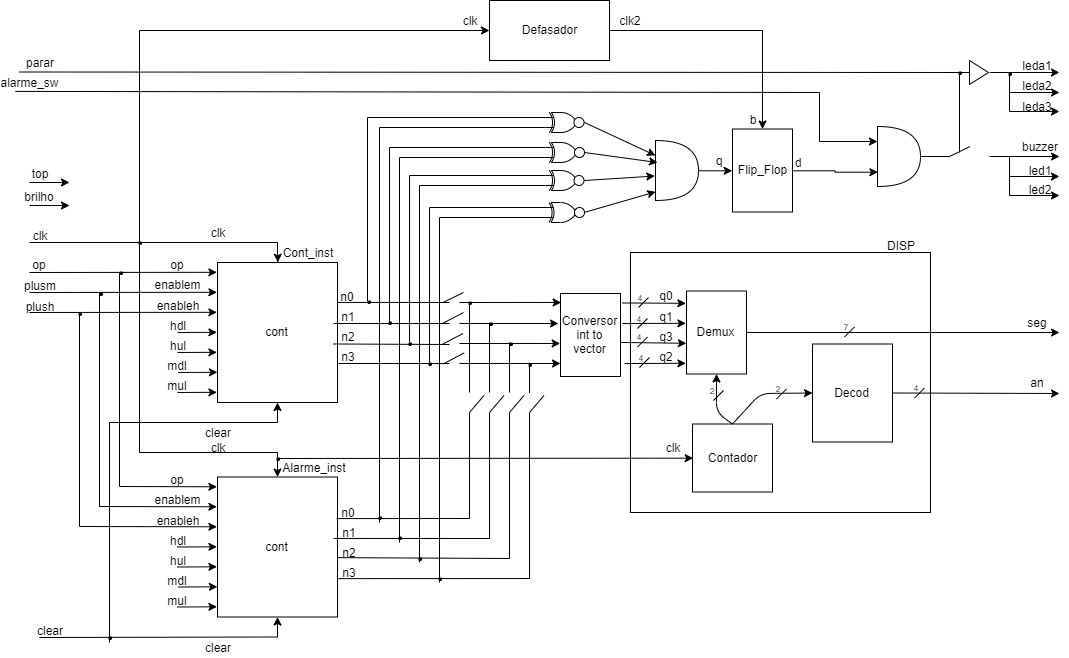 clk
Defasador
clk2
parar
leda1
alarme_sw
leda2
leda3
b
buzzer
q
Flip_Flop
d
led1
led2
top
brilho
clk
clk
Cont_inst
DISP
op
op
plusm
enablem
n0
4
q0
plush
enableh
n1
Conversor
int to
vector
4
q1
Demux
7
seg
hdl
cont
n2
4
q3
hul
n3
4
q2
mdl
mul
2
2
Decod
4
an
clear
clk
clk
Contador
Alarme_inst
op
enablem
n0
enableh
n1
hdl
cont
n2
hul
n3
mdl
mul
clear
clear